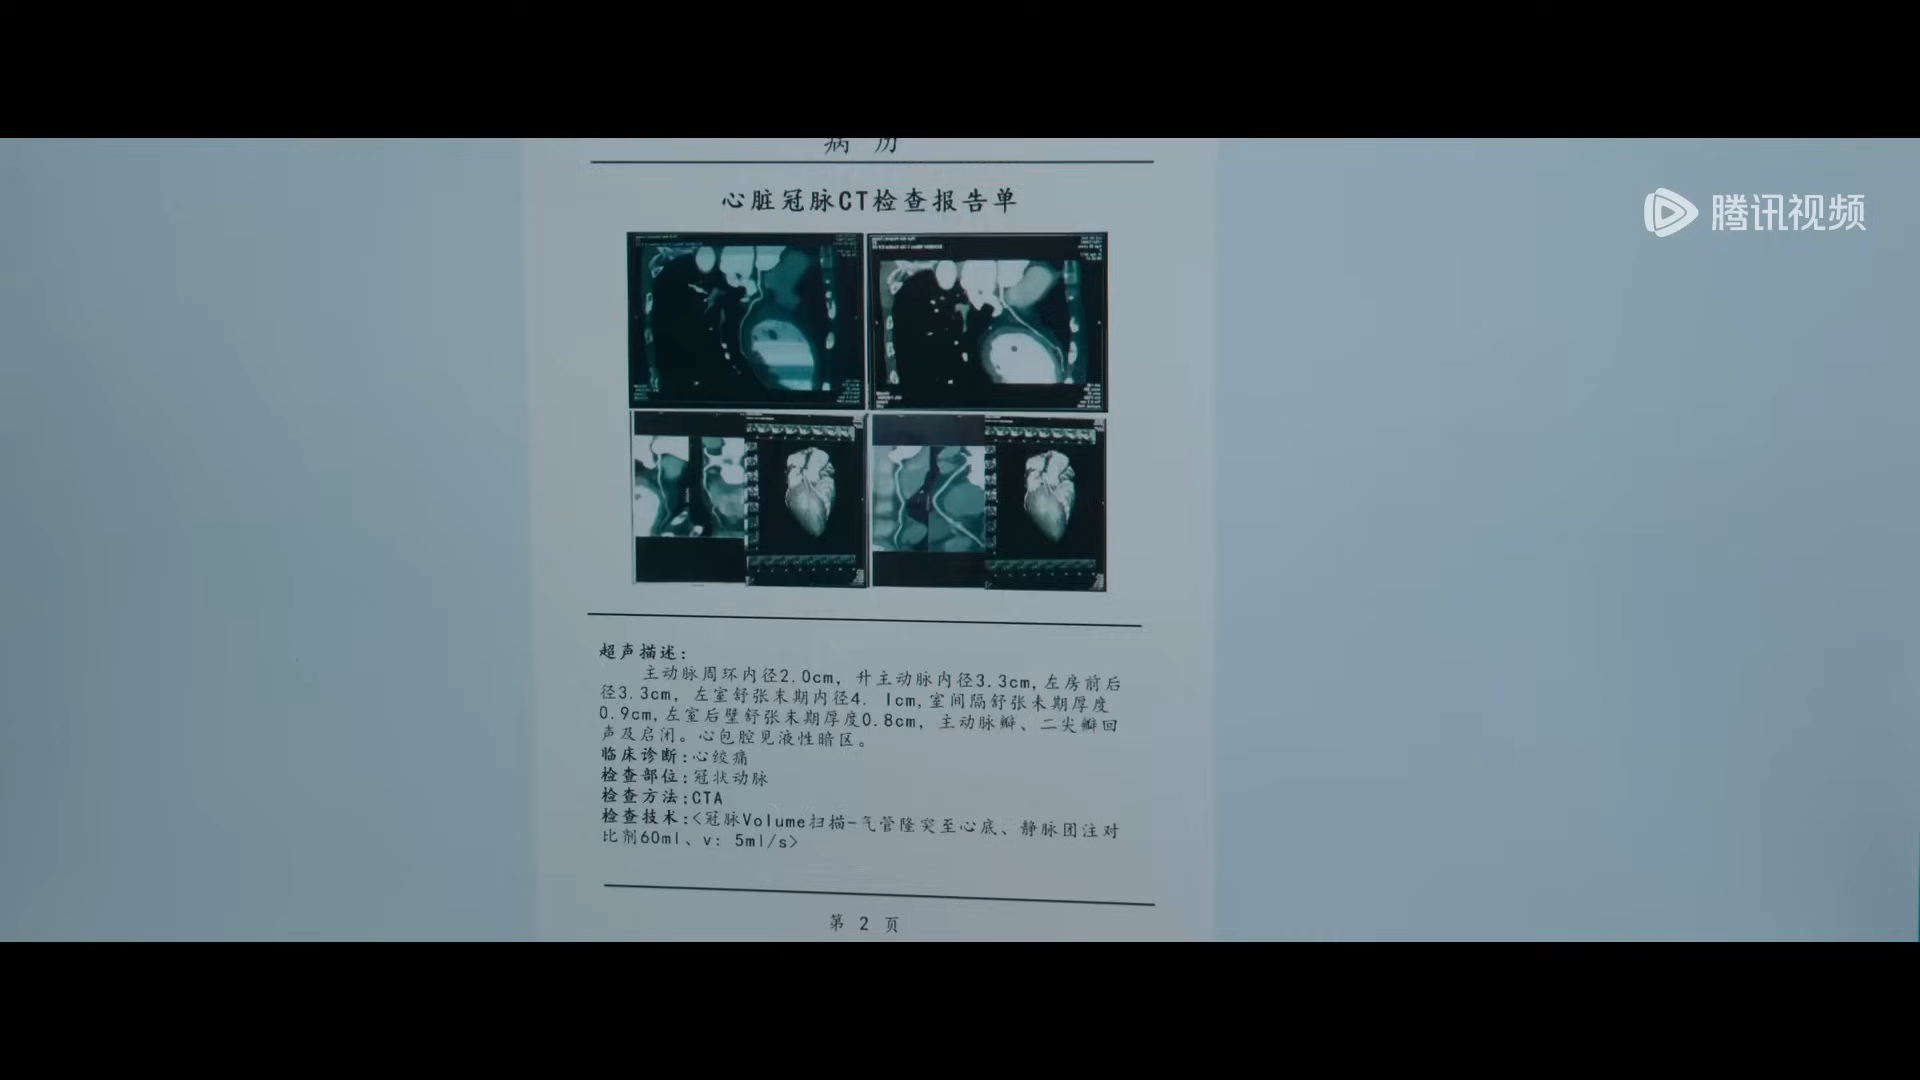 病 历
心脏冠脉CT检查报告单
腾讯视频
超声描述:
主动脉周环内径2.0cm, 升主动脉内径3.3cm,左房前后
径3.3cm, 左室舒张末期内径4. 1cm,室间隔舒张末期厚度
0.9cm,左室后壁舒张末期厚度0.8cm, 主动脉瓣、二尖瓣回
声及启闭。心包腔见液性暗区。
临床诊断:心绞痛
检查部位:冠状动脉
检查方法:CTA
检查技术:<冠脉Volume扫描-气管隆突至心底、静脉团注对
比剂60ml、v: 5ml/s>
第 2 页